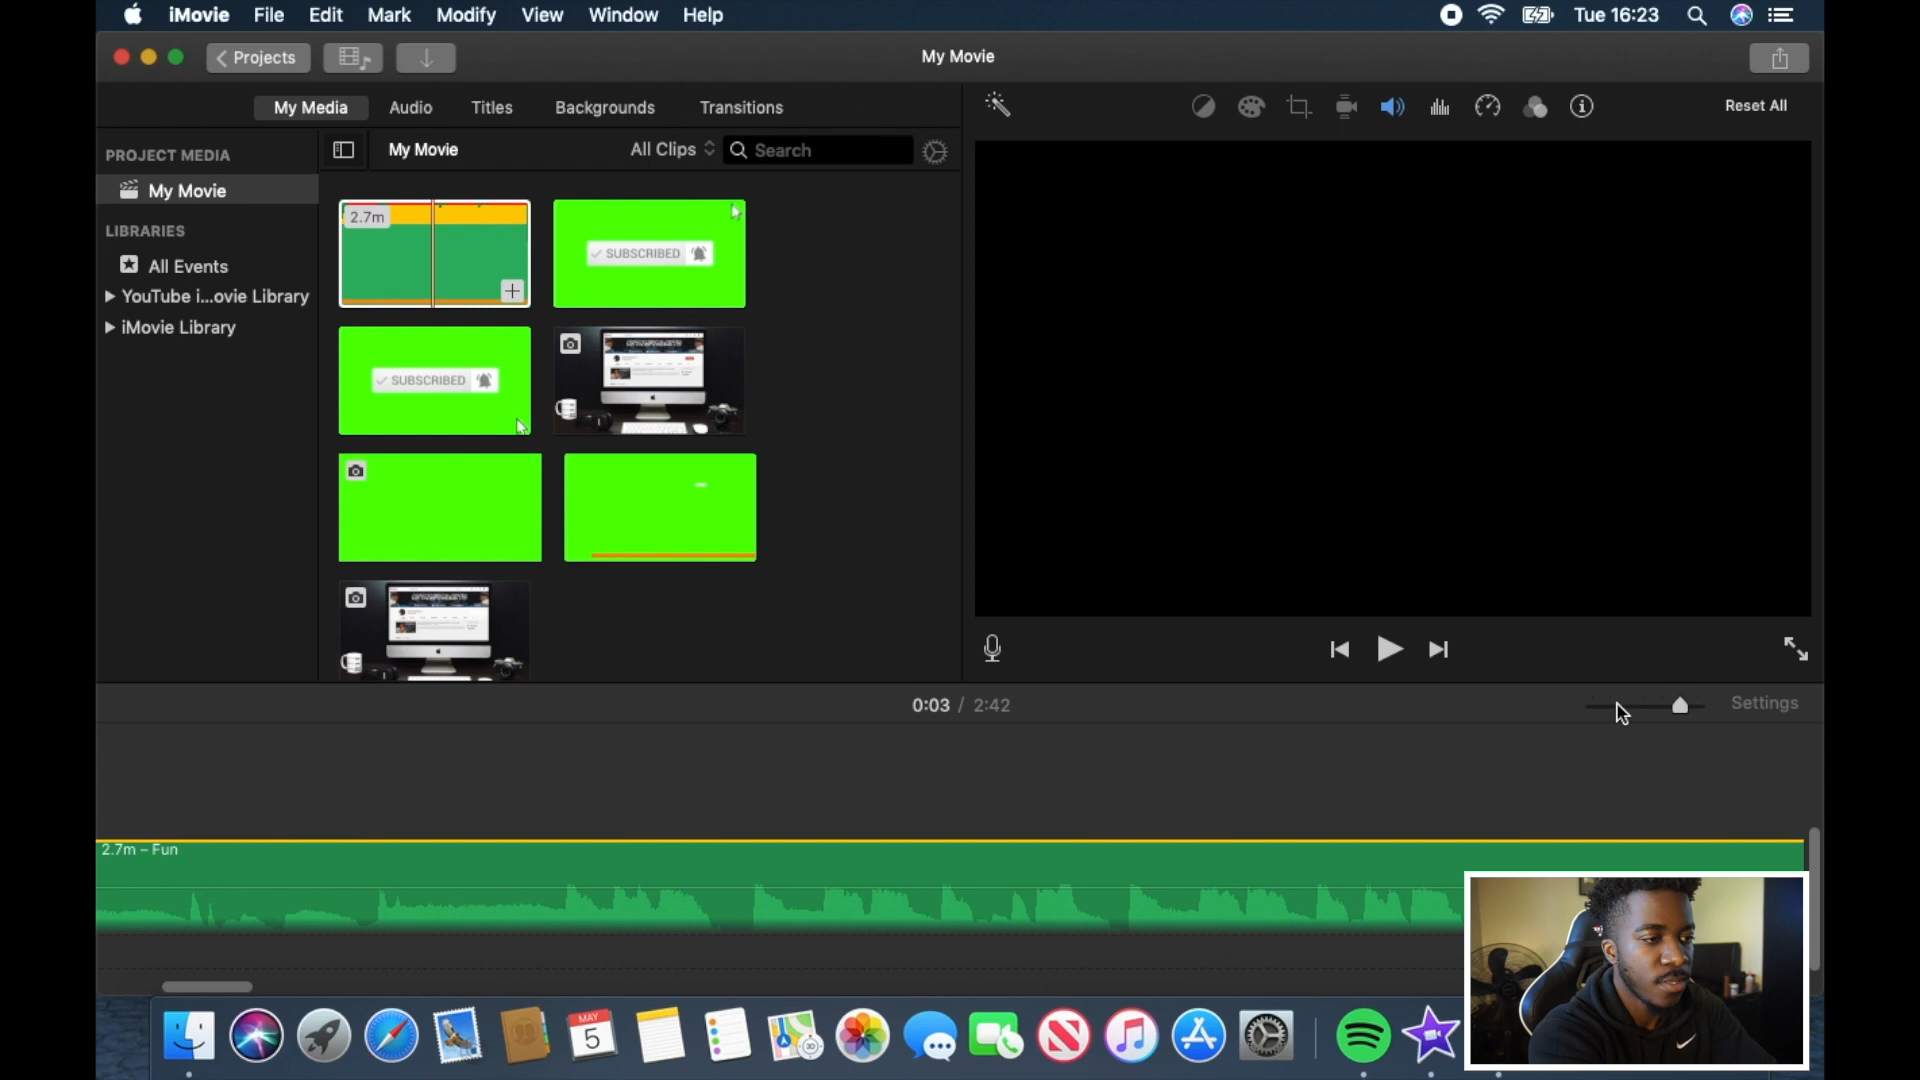 iMovie File Edit Mark Modify View Window Help
Tue 16:23
Projects
My Movie
My Media Audio Titles Backgrounds Transitions
Reset All
PROJECT MEDIA
My Movie
LIBRARIES
All Events
YouTube i...ovie Library
iMovie Library
My Movie
All Clips
Search
2.7m
SUBSCRIBED
SUBSCRIBED
0:03 / 2:42
Settings
2.7m – Fun
MAY
5
3D